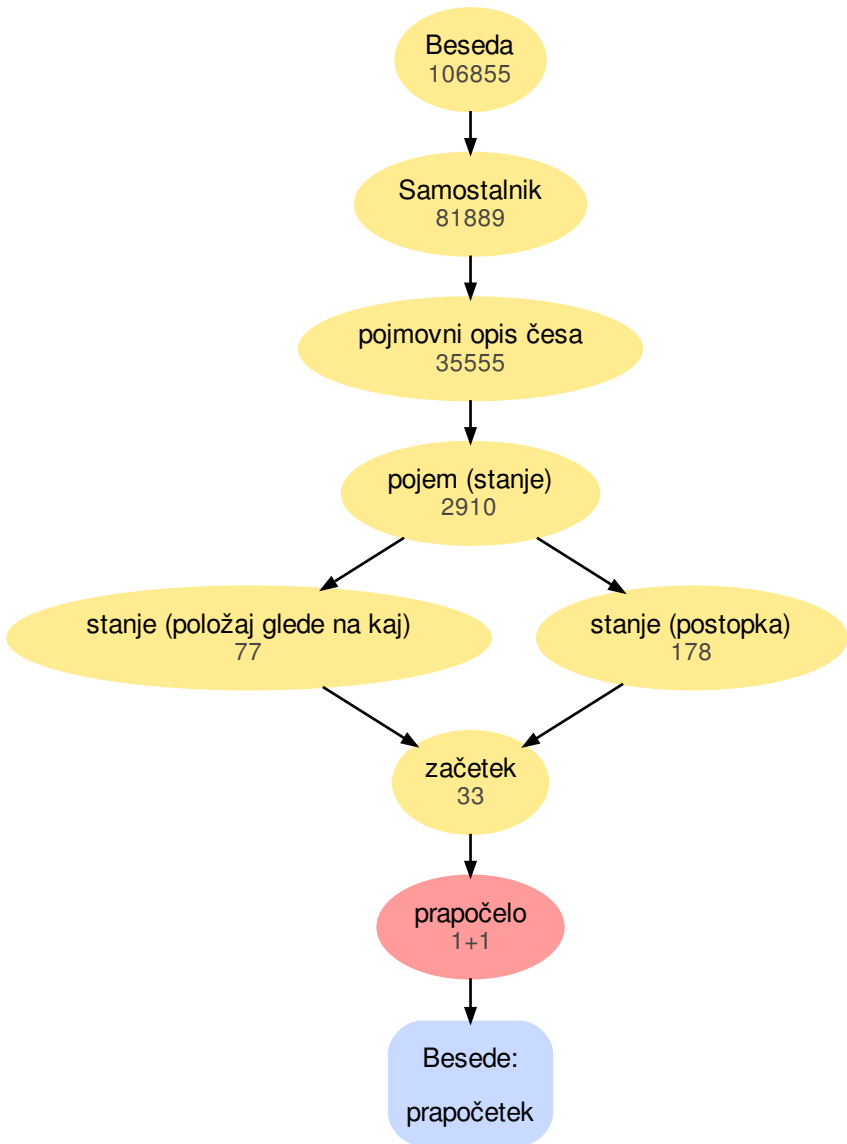 Beseda
106855
Samostalnik
81889
pojmovni opis česa
35555
pojem (stanje)
2910
stanje (položaj glede na kaj)
77
stanje (postopka)
178
začetek
33
prapočelo
1+1
Besede:
prapočetek